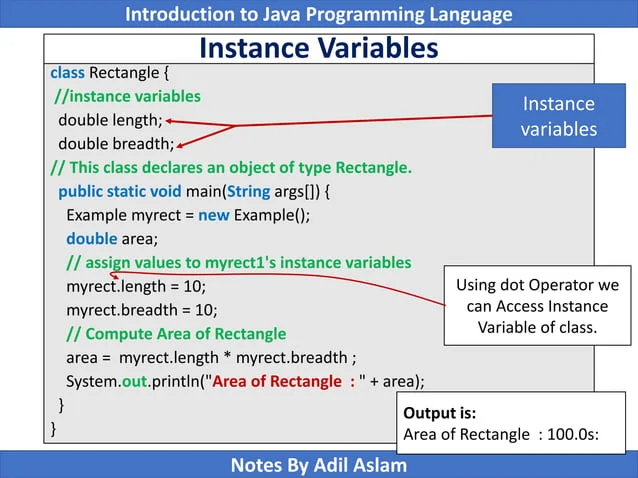 Introduction to Java Programming Language
Instance Variables
class Rectangle {
//instance variables
double length;
double breadth;
// This class declares an object of type Rectangle.
public static void main(String args[]) {
Example myrect = new Example();
double area;
// assign values to myrect1's instance variables
myrect.length = 10;
myrect.breadth = 10;
// Compute Area of Rectangle
area =  myrect.length * myrect.breadth ;
System.out.println("Area of Rectangle  : " + area);
}
}
Instance
variables
Using dot Operator we
can Access Instance
Variable of class.
Output is:
Area of Rectangle  : 100.0s:
Notes By Adil Aslam